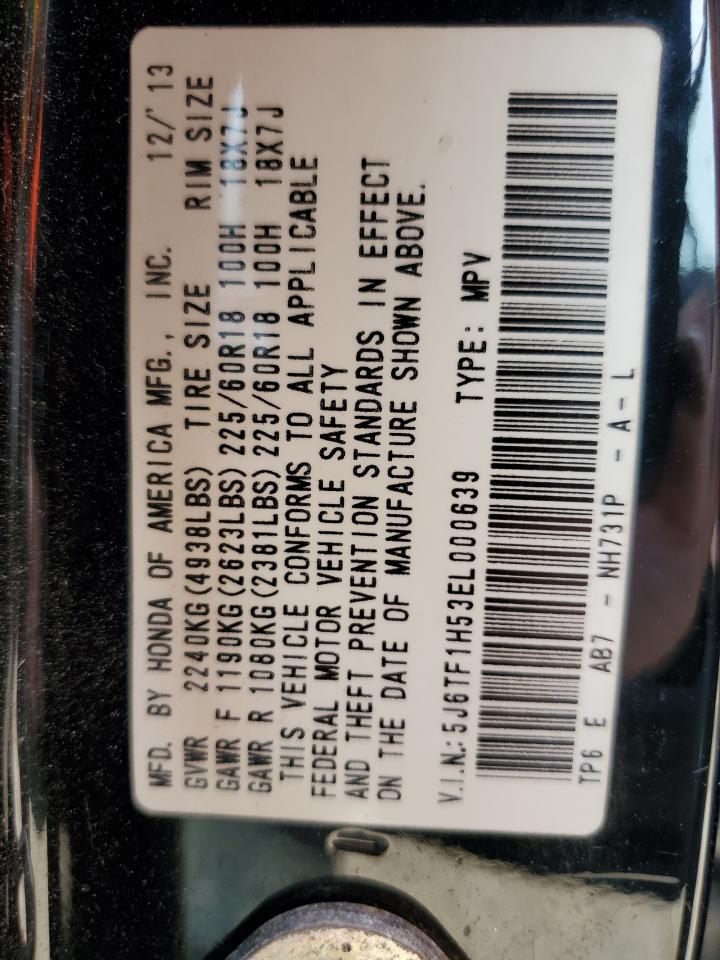 MFD. BY HONDA OF AMERICA MFG., INC. 12/'13
GVWR 2240KG(4938LBS) TIRE SIZE RIM SIZE
GAWR F 1190KG(2623LBS) 225/60R18 100H 18X7J
GAWR R 1080KG(2381LBS) 225/60R18 100H 18X7J
THIS VEHICLE CONFORMS TO ALL APPLICABLE
FEDERAL MOTOR VEHICLE SAFETY
AND THEFT PREVENTION STANDARDS IN EFFECT
ON THE DATE OF MANUFACTURE SHOWN ABOVE.
V.I.N.: 5J6TF1H53EL000639 TYPE: MPV
TP6 E AB7 - NH731P - A - L